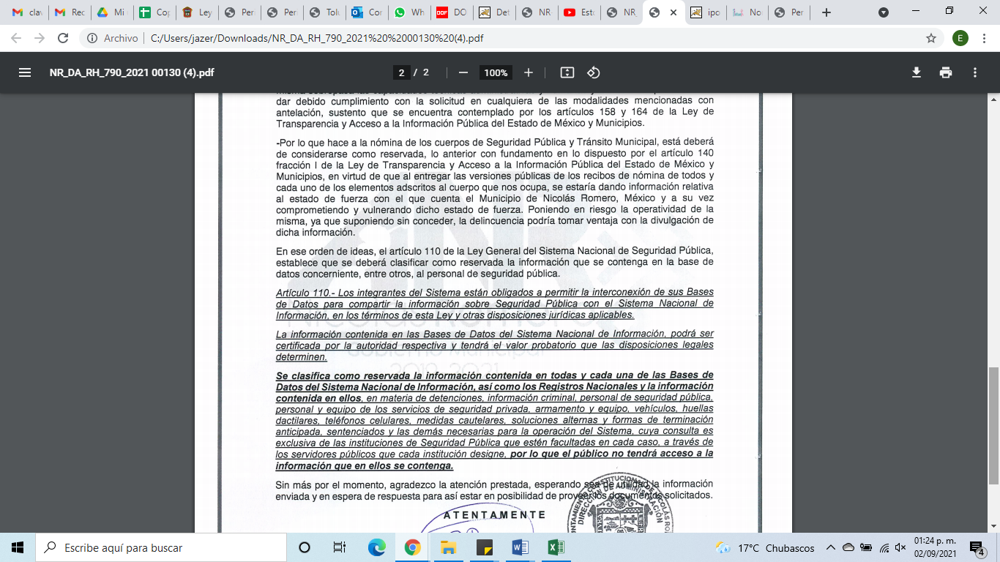 clav
Rec
Mi
Cop
Ley
Per
Per
Tolu
Cor
Wh
DO
Det
NR
Este
NR_
ipo
No
Per
Archivo
C:/Users/jazer/Downloads/NR_DA_RH_790_2021%20%2000130%20(4).pdf
E
NR_DA_RH_790_2021 00130 (4).pdf
2 / 2
100%
dar debido cumplimiento con la solicitud en cualquiera de las modalidades mencionadas con
antelación, sustento que se encuentra contemplado por los artículos 158 y 164 de la Ley de
Transparencia y Acceso a la Información Pública del Estado de México y Municipios.
-Por lo que hace a la nómina de los cuerpos de Seguridad Pública y Tránsito Municipal, está deberá
de considerarse como reservada, lo anterior con fundamento en lo dispuesto por el artículo 140
fracción I de la Ley de Transparencia y Acceso a la Información Pública del Estado de México y
Municipios, en virtud de que al entregar las versiones públicas de los recibos de nómina de todos y
cada uno de los elementos adscritos al cuerpo que nos ocupa, se estaría dando información relativa
al estado de fuerza con el que cuenta el Municipio de Nicolás Romero, México y a su vez
comprometiendo y vulnerando dicho estado de fuerza. Poniendo en riesgo la operatividad de la
misma, ya que suponiendo sin conceder, la delincuencia podría tomar ventaja con la divulgación de
dicha información.
En ese orden de ideas, el artículo 110 de la Ley General del Sistema Nacional de Seguridad Pública,
establece que se deberá clasificar como reservada la información que se contenga en la base de
datos concerniente, entre otros, al personal de seguridad pública.
Artículo 110.- Los integrantes del Sistema están obligados a permitir la interconexión de sus Bases
de Datos para compartir la información sobre Seguridad Pública con el Sistema Nacional de
Información, en los términos de esta Ley y otras disposiciones jurídicas aplicables.
La información contenida en las Bases de Datos del Sistema Nacional de Información, podrá ser
certificada por la autoridad respectiva y tendrá el valor probatorio que las disposiciones legales
determinen.
Se clasifica como reservada la información contenida en todas y cada una de las Bases de
Datos del Sistema Nacional de Información, así como los Registros Nacionales y la información
contenida en ellos, en materia de detenciones, información criminal, personal de seguridad pública,
personal y equipo de los servicios de seguridad privada, armamento y equipo, vehículos, huellas
dactilares, teléfonos celulares, medidas cautelares, soluciones alternas y formas de terminación
anticipada, sentenciados y las demás necesarias para la operación del Sistema, cuya consulta es
exclusiva de las instituciones de Seguridad Pública que estén facultadas en cada caso, a través de
los servidores públicos que cada institución designe, por lo que el público no tendrá acceso a la
información que en ellos se contenga.
Sin más por el momento, agradezco la atención prestada, esperando sea de utilidad la información
enviada y en espera de respuesta para así estar en posibilidad de proveer los documentos solicitados.
ATENTAMENTE
DIRECCIÓN DE ADMINISTRACIÓN
Escribe aquí para buscar
17°C Chubascos
01:24 p. m.
02/09/2021
4